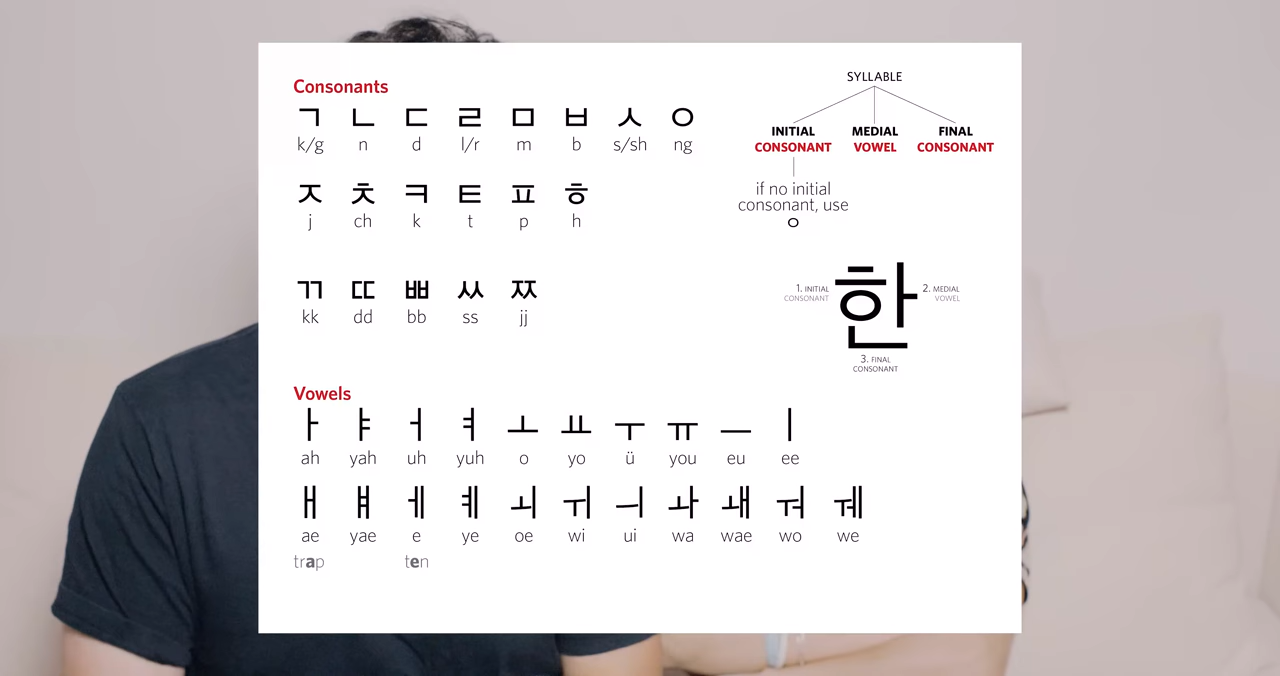 Consonants
ㄱ ㄴ ㄷ ㄹ ㅁ ㅂ ㅅ ㅇ
k/g n d l/r m b s/sh ng
ㅈ ㅊ ㅋ ㅌ ㅍ ㅎ
j ch k t p h
ㄲ ㄸ ㅃ ㅆ ㅉ
kk dd bb ss jj
Vowels
ㅏ ㅑ ㅓ ㅕ ㅗ ㅛ ㅜ ㅠ ㅡ ㅣ
ah yah uh yuh o yo ü you eu ee
ㅐ ㅒ ㅔ ㅖ ㅚ ㅟ ㅢ ㅘ ㅙ ㅝ ㅞ
ae yae e ye oe wi ui wa wae wo we
trap ten
SYLLABLE
INITIAL MEDIAL FINAL
CONSONANT VOWEL CONSONANT
if no initial
consonant, use
ㅇ
한
1. INITIAL
CONSONANT
2. MEDIAL
VOWEL
3. FINAL
CONSONANT